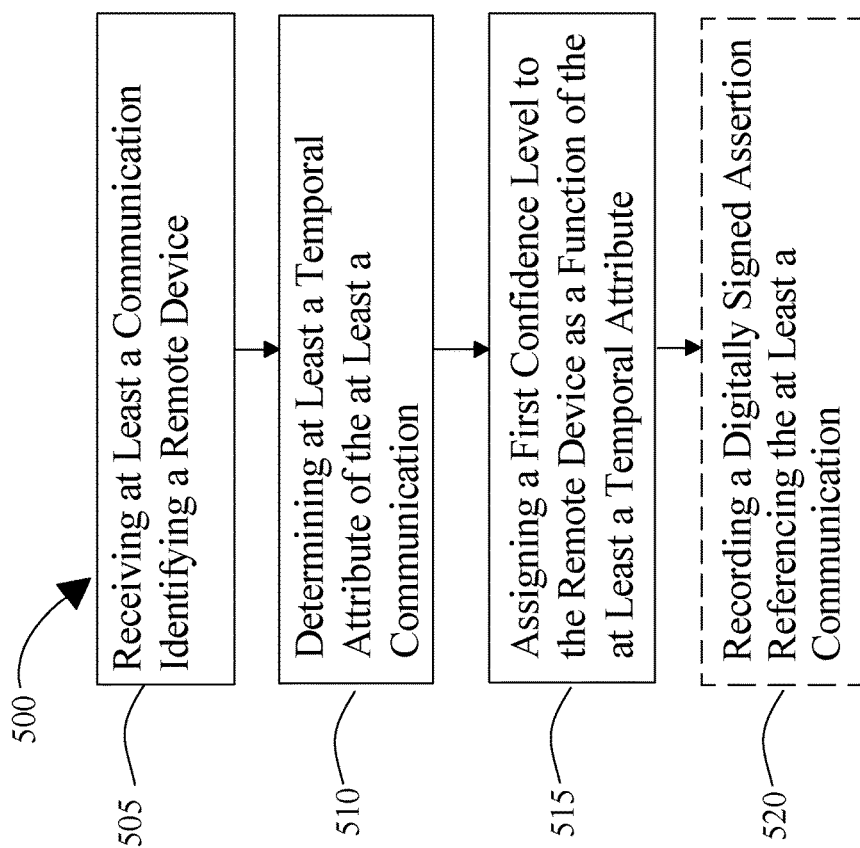 500
505
Receiving at Least a Communication
Identifying a Remote Device
510
Determining at Least a Temporal
Attribute of the at Least a
Communication
515
Assigning a First Confidence Level to
the Remote Device as a Function of the
at Least a Temporal Attribute
520
Recording a Digitally Signed Assertion
Referencing the at Least a
Communication